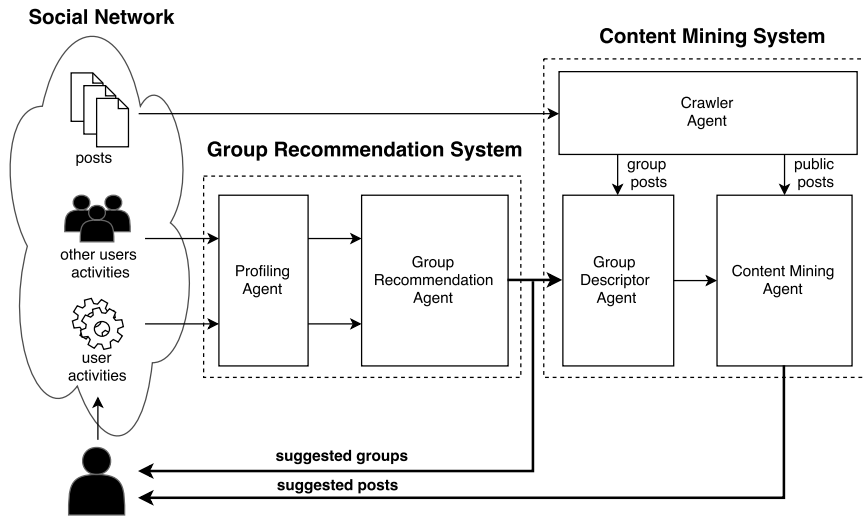 Social Network
Content Mining System
Crawler
Agent
posts
Group Recommendation System
group
posts
public
posts
other users
activities
Profiling
Agent
Group
Recommendation
Agent
Group
Descriptor
Agent
Content Mining
Agent
user
activities
suggested groups
suggested posts